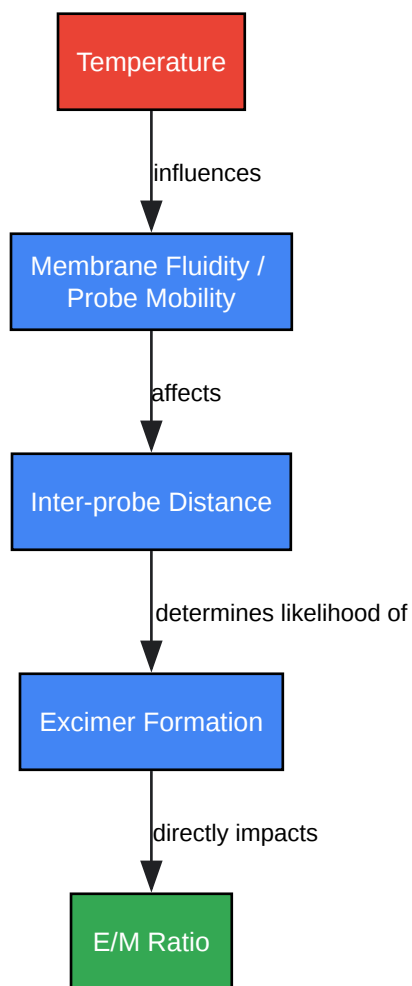 Temperature
influences
Membrane Fluidity /
Probe Mobility
affects
Inter-probe Distance
determines likelihood of
Excimer Formation
directly impacts
E/M Ratio